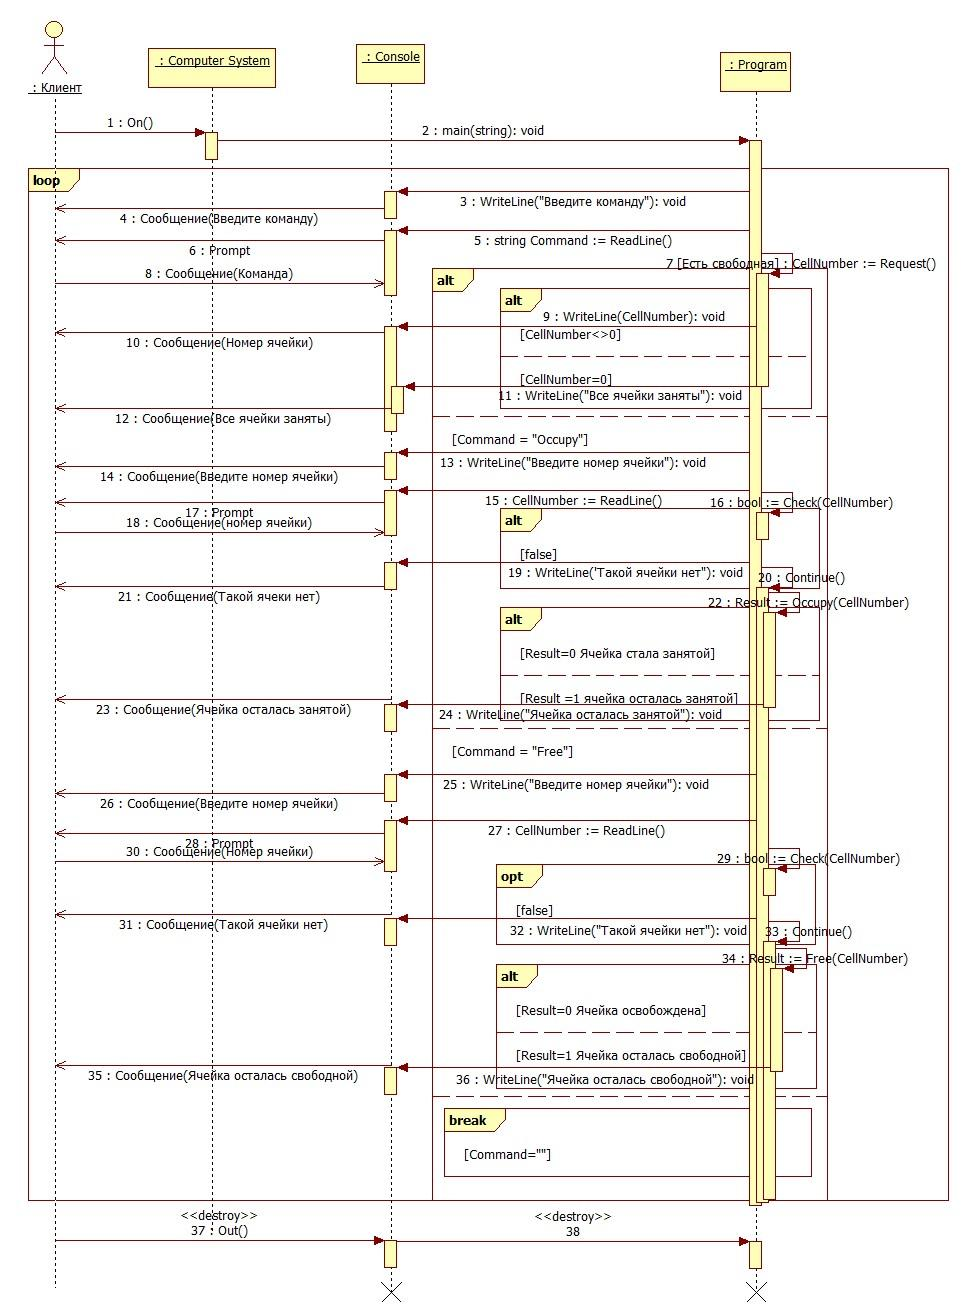 : Клиент
: Computer System
: Console
: Program
1 : On()
2 : main(string): void
loop
3 : WriteLine("Введите команду"): void
4 : Сообщение(Введите команду)
5 : string Command := ReadLine()
6 : Prompt
7 [Есть свободная] : CellNumber := Request()
8 : Сообщение(Команда)
alt
alt
9 : WriteLine(CellNumber): void
[CellNumber<>0]
10 : Сообщение(Номер ячейки)
[CellNumber=0]
11 : WriteLine("Все ячейки заняты"): void
12 : Сообщение(Все ячейки заняты)
[Command = "Occupy"]
13 : WriteLine("Введите номер ячейки"): void
14 : Сообщение(Введите номер ячейки)
15 : CellNumber := ReadLine()
16 : bool := Check(CellNumber)
17 : Prompt
18 : Сообщение(номер ячейки)
alt
[false]
19 : WriteLine('Такой ячейки нет"): void
20 : Continue()
21 : Сообщение(Такой ячеки нет)
22 : Result := Occupy(CellNumber)
alt
[Result=0 Ячейка стала занятой]
[Result =1 ячейка осталась занятой]
23 : Сообщение(Ячейка осталась занятой)
24 : WriteLine("Ячейка осталась занятой"): void
[Command = "Free"]
25 : WriteLine("Введите номер ячейки"): void
26 : Сообщение(Введите номер ячейки)
27 : CellNumber := ReadLine()
28 : Prompt
30 : Сообщение(Номер ячейки)
29 : bool := Check(CellNumber)
opt
[false]
31 : Сообщение(Такой ячейки нет)
32 : WriteLine("Такой ячейки нет"): void
33 : Continue()
34 : Result := Free(CellNumber)
alt
[Result=0 Ячейка освобождена]
[Result=1 Ячейка осталась свободной]
35 : Сообщение(Ячейка осталась свободной)
36 : WriteLine("Ячейка осталась свободной"): void
break
[Command=""]
<<destroy>>
37 : Out()
<<destroy>>
38